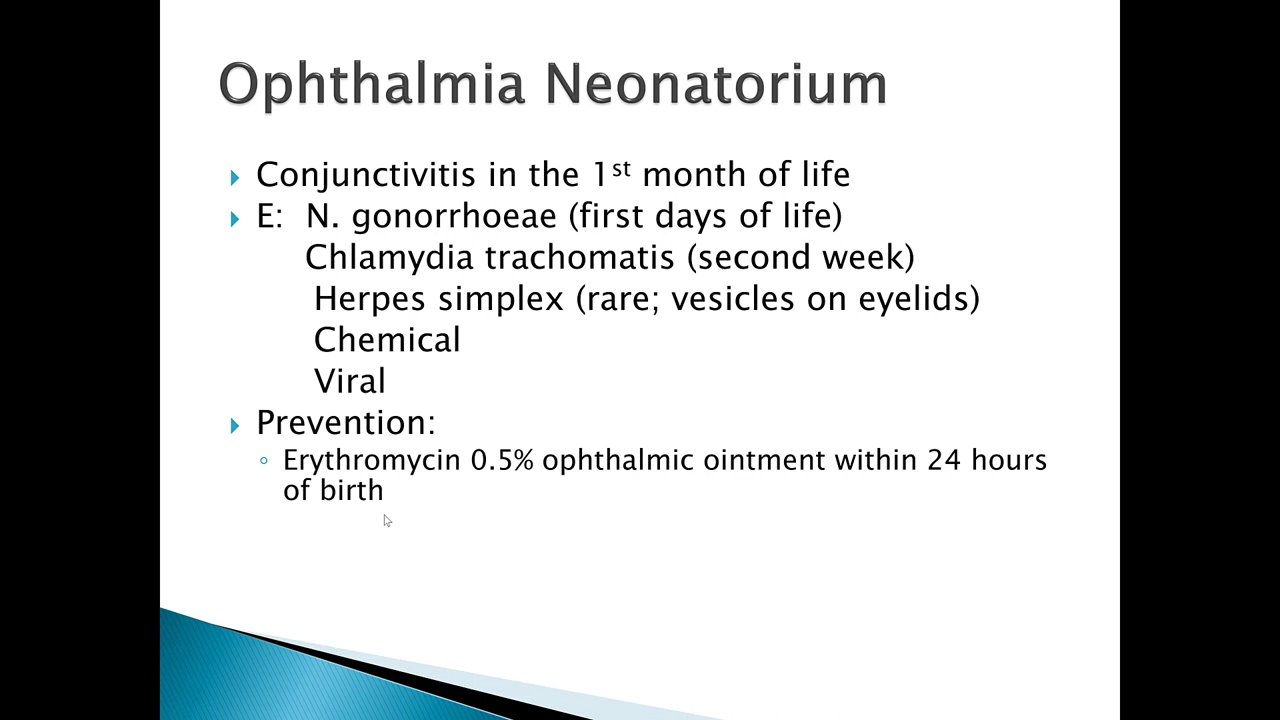 Ophthalmia Neonatorium
Conjunctivitis in the 1st month of life
E: N. gonorrhoeae (first days of life)
Chlamydia trachomatis (second week)
Herpes simplex (rare; vesicles on eyelids)
Chemical
Viral
Prevention:
Erythromycin 0.5% ophthalmic ointment within 24 hours
of birth